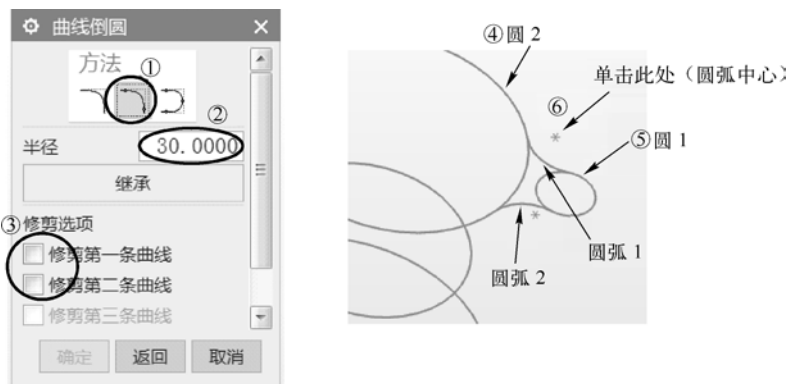 曲线倒圆
方法
①
②
半径
30.0000
继承
③修剪选项
修剪第一条曲线
修剪第二条曲线
修剪第三条曲线
确定
返回
取消
④圆 2
单击此处（圆弧中心）
⑥
⑤圆 1
圆弧 1
圆弧 2